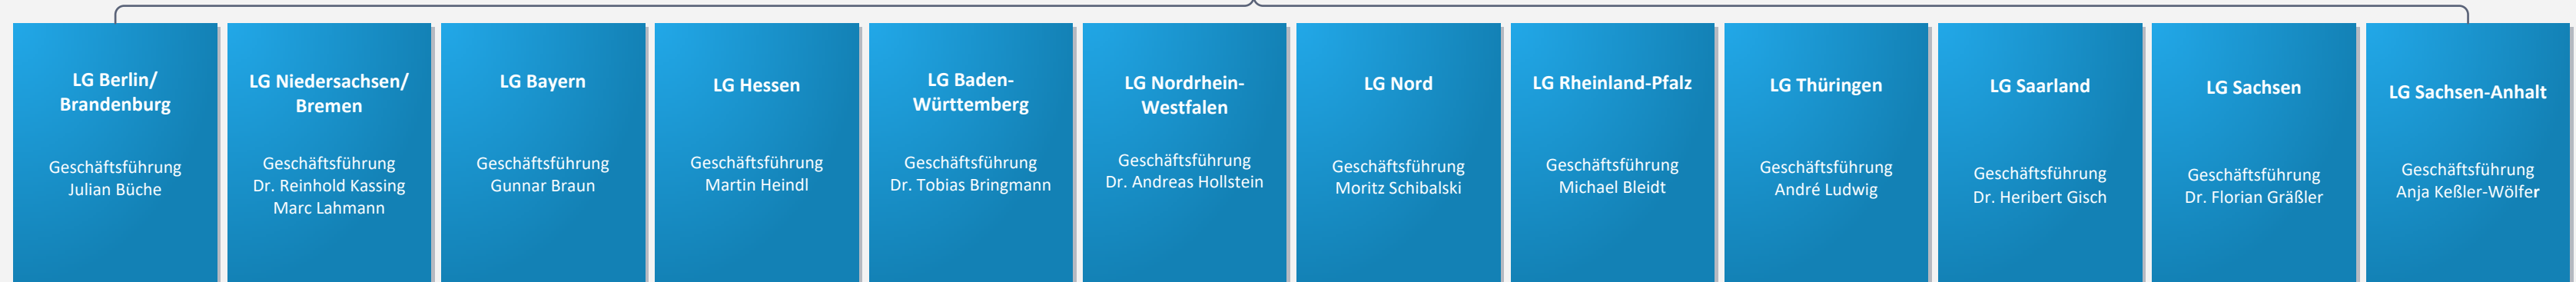 LG Berlin/
Brandenburg
Geschäftsführung
Julian Büche
LG Niedersachsen/
Bremen
Geschäftsführung
Dr. Reinhold Kassing
Marc Lahmann
LG Bayern
Geschäftsführung
Gunnar Braun
LG Hessen
Geschäftsführung
Martin Heindl
LG Baden-
Württemberg
Geschäftsführung
Dr. Tobias Bringmann
LG Nordrhein-
Westfalen
Geschäftsführung
Dr. Andreas Hollstein
LG Nord
Geschäftsführung
Moritz Schibalski
LG Rheinland-Pfalz
Geschäftsführung
Michael Bleidt
LG Thüringen
Geschäftsführung
André Ludwig
LG Saarland
Geschäftsführung
Dr. Heribert Gisch
LG Sachsen
Geschäftsführung
Dr. Florian Gräßler
LG Sachsen-Anhalt
Geschäftsführung
Anja Keßler-Wölfer